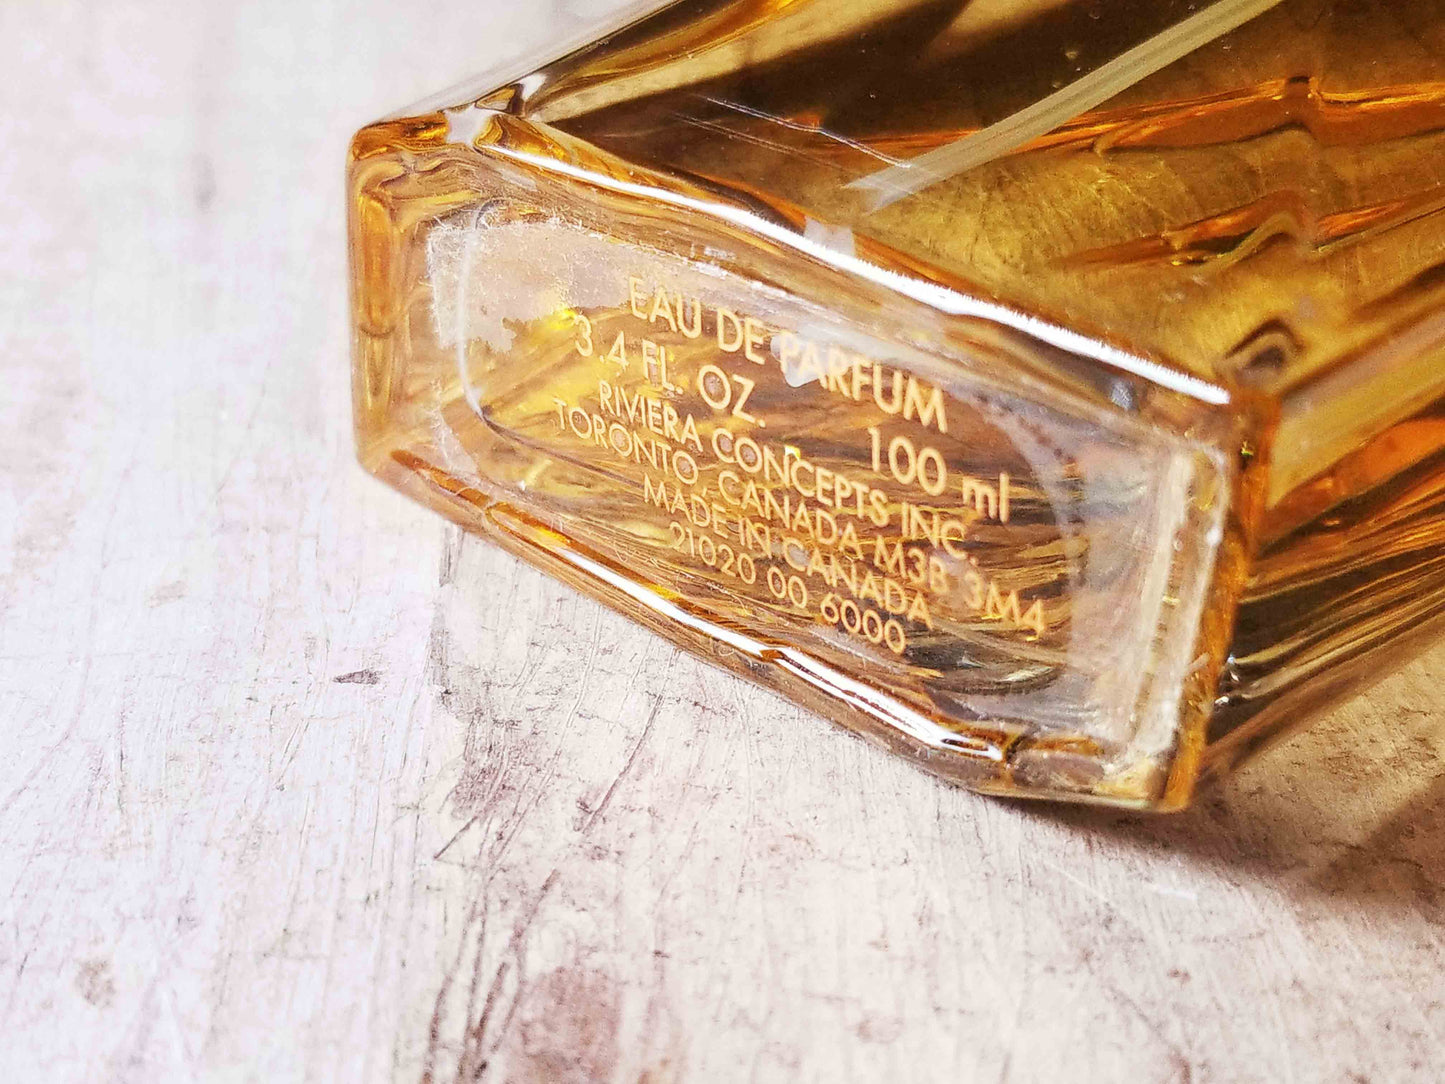 EAU DE PARFUM
3.4 FL. OZ. 100 ml
RIVIERA CONCEPTS INC.
TORONTO, CANADA M3B 3M4
MADE IN CANADA
21020 00 6000